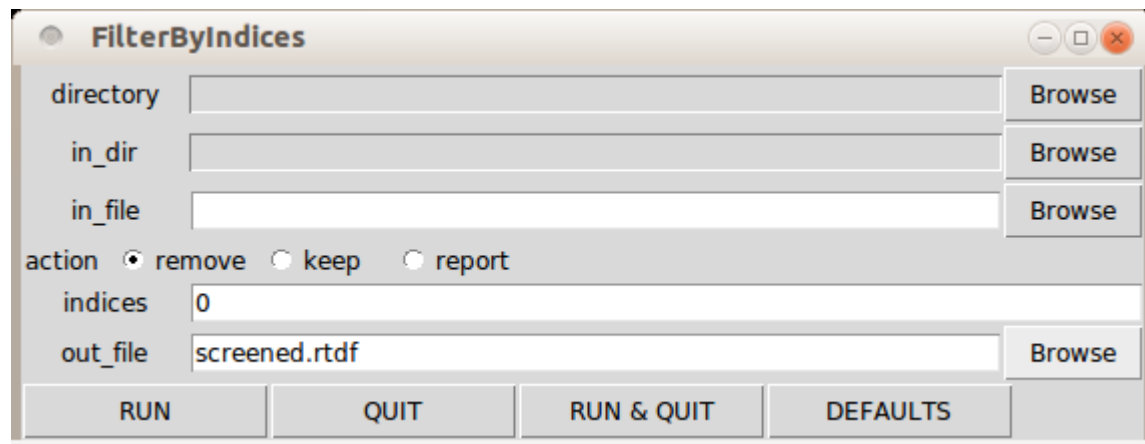 FilterByIndices
directory Browse
in_dir Browse
in_file Browse
action remove keep report
indices 0
out_file screened.rtdf Browse
RUN QUIT RUN & QUIT DEFAULTS